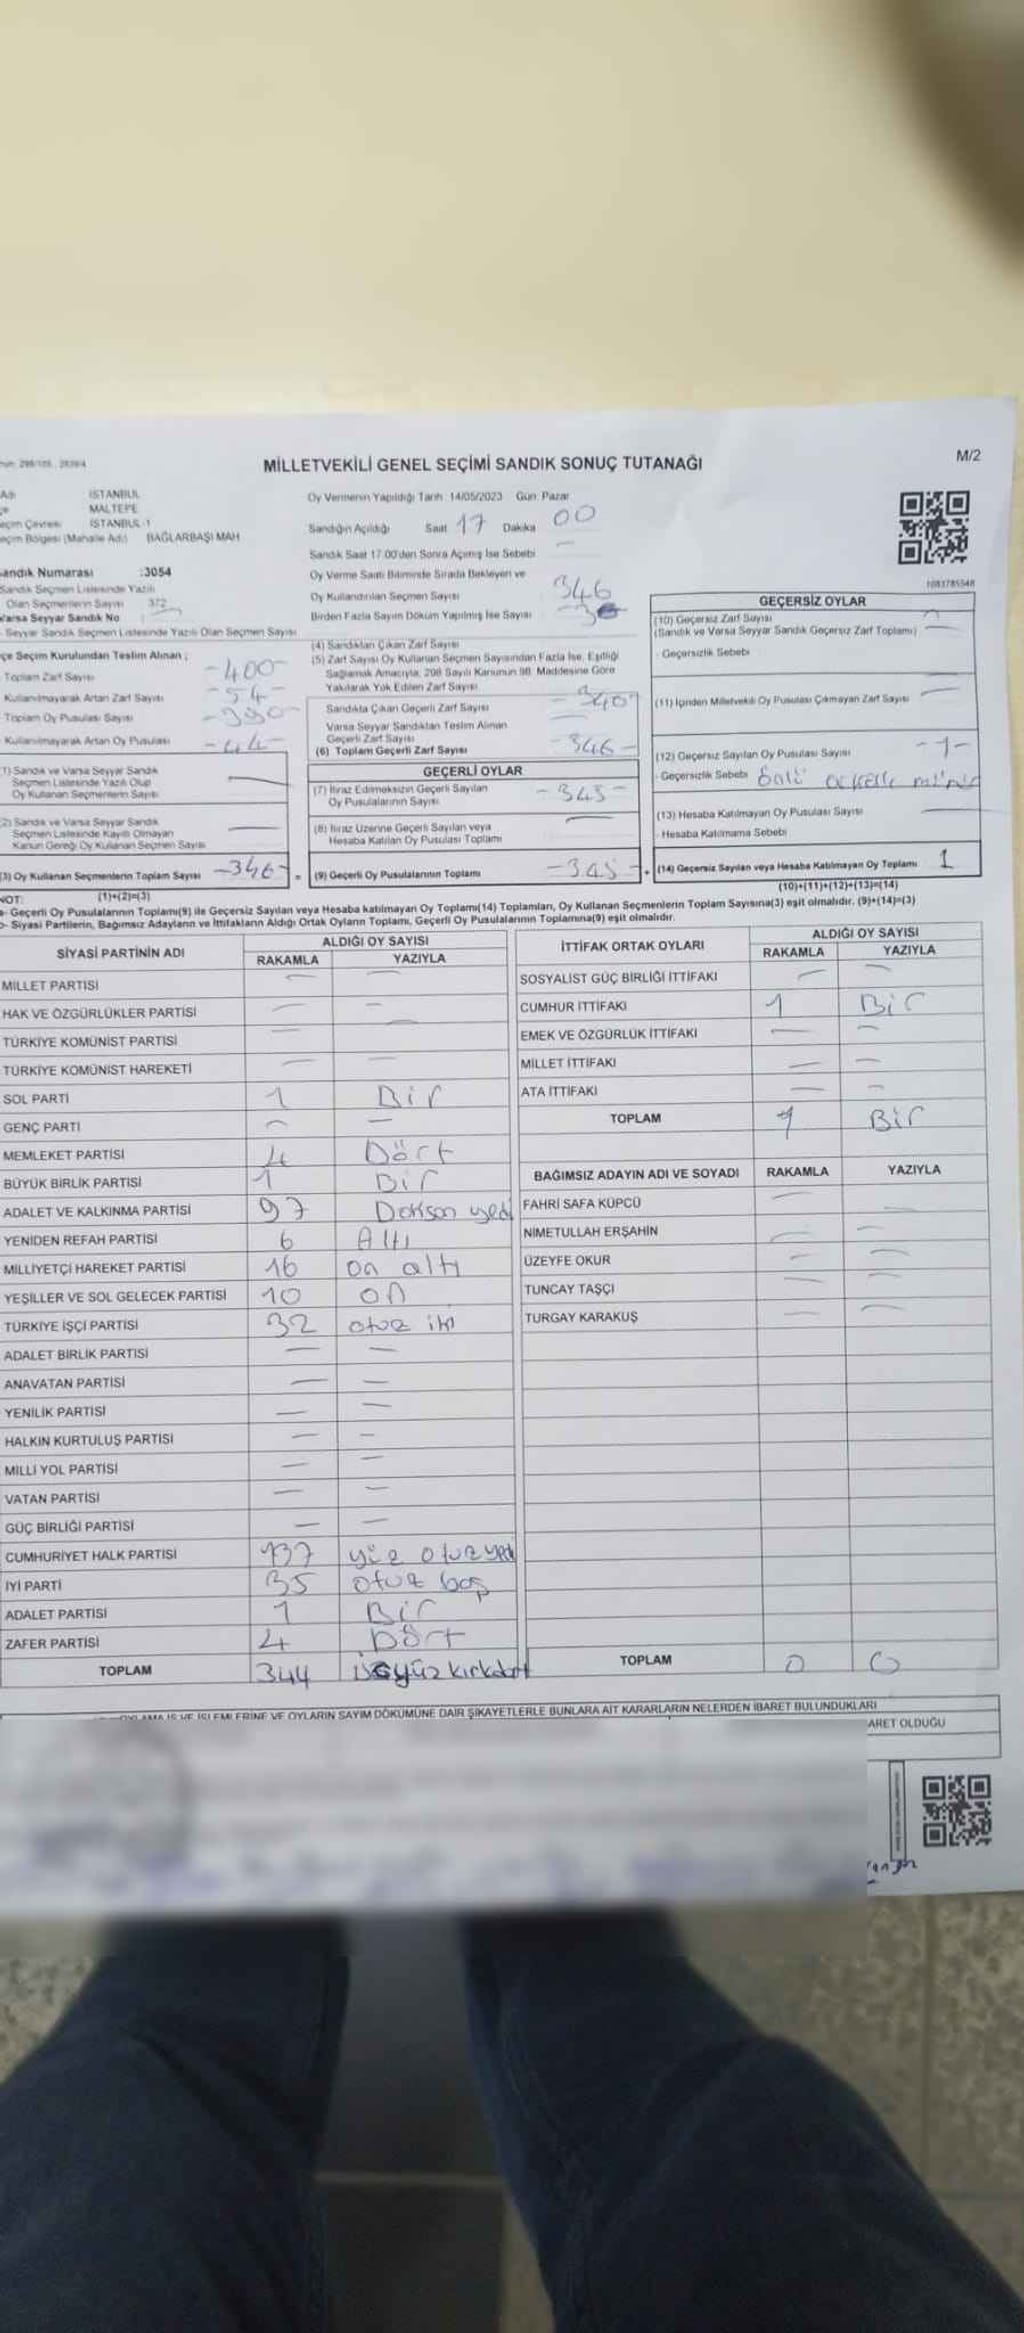 MİLLETVEKİLİ GENEL SEÇİMİ SANDIK SONUÇ TUTANAĞI
M/2
İSTANBUL
MALTEPE
İSTANBUL-1
BAĞLARBAŞI MAH
Oy Vermenin Yapıldığı Tarih: 14/05/2023 Gün: Pazar
Sandığın Açıldığı Saat 17 Dakika 00
Sandık Saat 17.00'den Sonra Açılmış İse Sebebi
Oy Verme Saati Bitiminde Sırada Bekleyen ve
Oy Kullandırılan Seçmen Sayısı 346
Birden Fazla Sayım Döküm Yapılmış İse Sayısı
andık Numarası :3054
Sandık Seçmen Listesinde Yazılı
Olan Seçmenlerin Sayısı 372
Varsa Seyyar Sandık No
Seyyar Sandık Seçmen Listesinde Yazılı Olan Seçmen Sayısı
çe Seçim Kurulundan Teslim Alınan ;
Toplam Zarf Sayısı -400-
Kullanılmayarak Artan Zarf Sayısı -54-
Toplam Oy Pusulası Sayısı -390-
Kullanılmayarak Artan Oy Pusulası -44-
1) Sandık ve Varsa Seyyar Sandık
Seçmen Listesinde Yazılı Olup
Oy Kullanan Seçmenlerin Sayısı
2) Sandık ve Varsa Seyyar Sandık
Seçmen Listesinde Kayıtlı Olmayan
Kanun Gereği Oy Kullanan Seçmen Sayısı
(3) Oy Kullanan Seçmenlerin Toplam Sayısı -346-
(1)+(2)=(3)
(4) Sandıktan Çıkan Zarf Sayısı
(5) Zarf Sayısı Oy Kullanan Seçmen Sayısından Fazla İse, Eşitliği
Sağlamak Amacıyla, 298 Sayılı Kanunun 98. Maddesine Göre
Yakılarak Yok Edilen Zarf Sayısı
Sandıkta Çıkan Geçerli Zarf Sayısı
Varsa Seyyar Sandıktan Teslim Alınan
Geçerli Zarf Sayısı
(6) Toplam Geçerli Zarf Sayısı -346-
GEÇERLİ OYLAR
(7) İtiraz Edilmeksizin Geçerli Sayılan
Oy Pusulalarının Sayısı -345-
(8) İtiraz Üzerine Geçerli Sayılan veya
Hesaba Katılan Oy Pusulası Toplamı
= (9) Geçerli Oy Pusulalarının Toplamı -345-
1083785548
GEÇERSİZ OYLAR
(10) Geçersiz Zarf Sayısı
(Sandık ve Varsa Seyyar Sandık Geçersiz Zarf Toplamı)
- Geçersizlik Sebebi
(11) İçinden Milletvekili Oy Pusulası Çıkmayan Zarf Sayısı
(12) Geçersiz Sayılan Oy Pusulası Sayısı -1-
- Geçersizlik Sebebi
(13) Hesaba Katılmayan Oy Pusulası Sayısı
- Hesaba Katılmama Sebebi
+ (14) Geçersiz Sayılan veya Hesaba Katılmayan Oy Toplamı 1
(10)+(11)+(12)+(13)=(14)
NOT:
a- Geçerli Oy Pusulalarının Toplamı(9) ile Geçersiz Sayılan veya Hesaba katılmayan Oy Toplamı(14) Toplamları, Oy Kullanan Seçmenlerin Toplam Sayısına(3) eşit olmalıdır. (9)+(14)=(3)
b- Siyasi Partilerin, Bağımsız Adayların ve İttifakların Aldığı Ortak Oyların Toplamı, Geçerli Oy Pusulalarının Toplamına(9) eşit olmalıdır.
SİYASİ PARTİNİN ADI ALDIĞI OY SAYISI
RAKAMLA YAZIYLA
MİLLET PARTİSİ — —
HAK VE ÖZGÜRLÜKLER PARTİSİ — —
TÜRKİYE KOMÜNİST PARTİSİ — —
TÜRKİYE KOMÜNİST HAREKETİ — —
SOL PARTİ 1 Bir
GENÇ PARTİ — —
MEMLEKET PARTİSİ 4 Dört
BÜYÜK BİRLİK PARTİSİ 1 Bir
ADALET VE KALKINMA PARTİSİ 97 Doksan yedi
YENİDEN REFAH PARTİSİ 6 Altı
MİLLİYETÇİ HAREKET PARTİSİ 16 on altı
YEŞİLLER VE SOL GELECEK PARTİSİ 10 on
TÜRKİYE İŞÇİ PARTİSİ 32 otuz iki
ADALET BİRLİK PARTİSİ — —
ANAVATAN PARTİSİ — —
YENİLİK PARTİSİ — —
HALKIN KURTULUŞ PARTİSİ — —
MİLLİ YOL PARTİSİ — —
VATAN PARTİSİ — —
GÜÇ BİRLİĞİ PARTİSİ — —
CUMHURİYET HALK PARTİSİ 137 yüz otuz yedi
İYİ PARTİ 35 otuz beş
ADALET PARTİSİ 1 Bir
ZAFER PARTİSİ 4 Dört
TOPLAM 344 üçyüz kırkdört
İTTİFAK ORTAK OYLARI ALDIĞI OY SAYISI
RAKAMLA YAZIYLA
SOSYALİST GÜÇ BİRLİĞİ İTTİFAKI — —
CUMHUR İTTİFAKI 1 Bir
EMEK VE ÖZGÜRLÜK İTTİFAKI — —
MİLLET İTTİFAKI — —
ATA İTTİFAKI — —
TOPLAM 1 Bir
BAĞIMSIZ ADAYIN ADI VE SOYADI RAKAMLA YAZIYLA
FAHRİ SAFA KÜPCÜ — —
NİMETULLAH ERŞAHİN — —
ÜZEYFE OKUR — —
TUNCAY TAŞÇI — —
TURGAY KARAKUŞ — —
TOPLAM 0 0
VE OYLARIN SAYIM DÖKÜMÜNE DAİR ŞİKAYETLERLE BUNLARA AİT KARARLARIN NELERDEN İBARET BULUNDUKLARI
ARET OLDUĞU